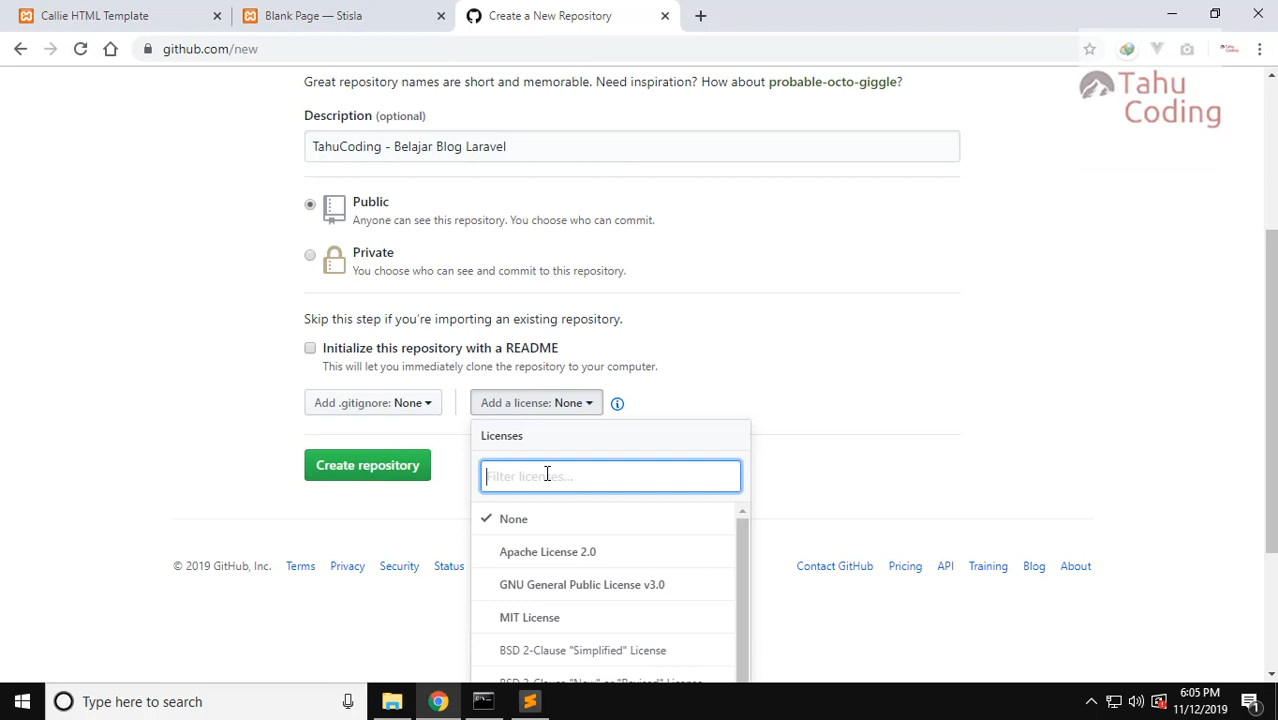 Callie HTML Template
Blank Page — Stisla
Create a New Repository
github.com/new
Tahu
Coding
Great repository names are short and memorable. Need inspiration? How about probable-octo-giggle?
Description (optional)
TahuCoding - Belajar Blog Laravel
Public
Anyone can see this repository. You choose who can commit.
Private
You choose who can see and commit to this repository.
Skip this step if you're importing an existing repository.
Initialize this repository with a README
This will let you immediately clone the repository to your computer.
Add .gitignore: None
Add a license: None
Licenses
Filter licenses...
Create repository
None
Apache License 2.0
GNU General Public License v3.0
MIT License
BSD 2-Clause "Simplified" License
BSD 3-Clause "New" or "Revised" License
© 2019 GitHub, Inc. Terms Privacy Security Status Contact GitHub Pricing API Training Blog About
Type here to search
6:05 PM
11/12/2019